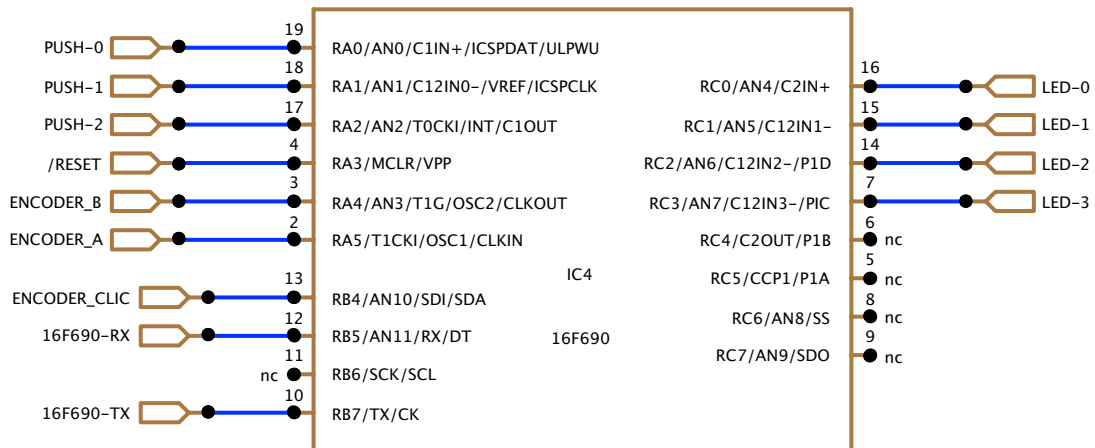 PUSH-0 19 RA0/AN0/C1IN+/ICSPDAT/ULPWU
PUSH-1 18 RA1/AN1/C12IN0-/VREF/ICSPCLK
PUSH-2 17 RA2/AN2/T0CKI/INT/C1OUT
/RESET 4 RA3/MCLR/VPP
ENCODER_B 3 RA4/AN3/T1G/OSC2/CLKOUT
ENCODER_A 2 RA5/T1CKI/OSC1/CLKIN
ENCODER_CLIC 13 RB4/AN10/SDI/SDA
16F690-RX 12 RB5/AN11/RX/DT
nc 11 RB6/SCK/SCL
16F690-TX 10 RB7/TX/CK
IC4
16F690
RC0/AN4/C2IN+ 16 LED-0
RC1/AN5/C12IN1- 15 LED-1
RC2/AN6/C12IN2-/P1D 14 LED-2
RC3/AN7/C12IN3-/PIC 7 LED-3
RC4/C2OUT/P1B 6 nc
RC5/CCP1/P1A 5 nc
RC6/AN8/SS 8 nc
RC7/AN9/SDO 9 nc